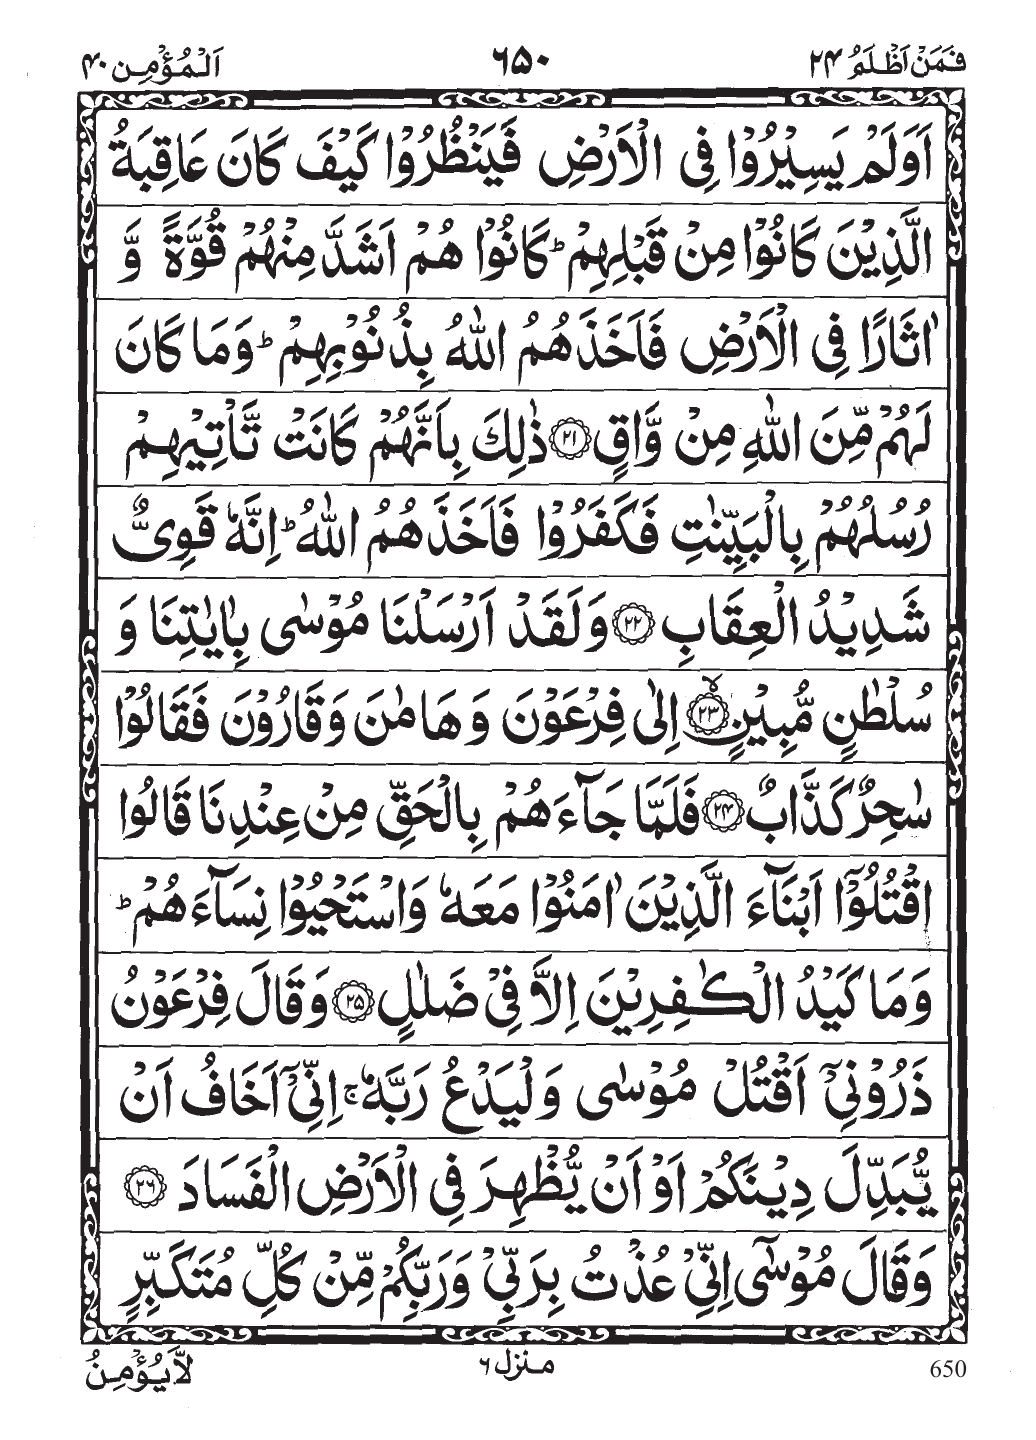 فَمَنْ اَظْلَمُ ۲۴ ۶۵۰ اَلْمُؤْمِن ۴۰
اَوَلَمْ يَسِيْرُوْا فِى الْاَرْضِ فَيَنْظُرُوْا كَيْفَ كَانَ عَاقِبَةُ
الَّذِيْنَ كَانُوْا مِنْ قَبْلِهِمْ ؕ كَانُوْا هُمْ اَشَدَّ مِنْهُمْ قُوَّةً وَّ
اٰثَارًا فِى الْاَرْضِ فَاَخَذَهُمُ اللّٰهُ بِذُنُوْبِهِمْ ؕ وَمَا كَانَ
لَهُمْ مِّنَ اللّٰهِ مِنْ وَّاقٍ ۲۱ ذٰلِكَ بِاَنَّهُمْ كَانَتْ تَّاْتِيْهِمْ
رُسُلُهُمْ بِالْبَيِّنٰتِ فَكَفَرُوْا فَاَخَذَهُمُ اللّٰهُ ؕ اِنَّهٗ قَوِىٌّ
شَدِيْدُ الْعِقَابِ ۲۲ وَلَقَدْ اَرْسَلْنَا مُوْسٰى بِاٰيٰتِنَا وَ
سُلْطٰنٍ مُّبِيْنٍ ۙ ۲۳ اِلٰى فِرْعَوْنَ وَهَامٰنَ وَقَارُوْنَ فَقَالُوْا
سٰحِرٌ كَذَّابٌ ۲۴ فَلَمَّا جَآءَهُمْ بِالْحَقِّ مِنْ عِنْدِنَا قَالُوا
اقْتُلُوْۤا اَبْنَآءَ الَّذِيْنَ اٰمَنُوْا مَعَهٗ وَاسْتَحْيُوْا نِسَآءَهُمْ ؕ
وَمَا كَيْدُ الْكٰفِرِيْنَ اِلَّا فِىْ ضَلٰلٍ ۲۵ وَقَالَ فِرْعَوْنُ
ذَرُوْنِىْۤ اَقْتُلْ مُوْسٰى وَلْيَدْعُ رَبَّهٗ ۚ اِنِّىْۤ اَخَافُ اَنْ
يُّبَدِّلَ دِيْنَكُمْ اَوْ اَنْ يُّظْهِرَ فِى الْاَرْضِ الْفَسَادَ ۲۶
وَقَالَ مُوْسٰۤى اِنِّىْ عُذْتُ بِرَبِّىْ وَرَبِّكُمْ مِّنْ كُلِّ مُتَكَبِّرٍ
650 منزل ۶ لَّا يُؤْمِنُ